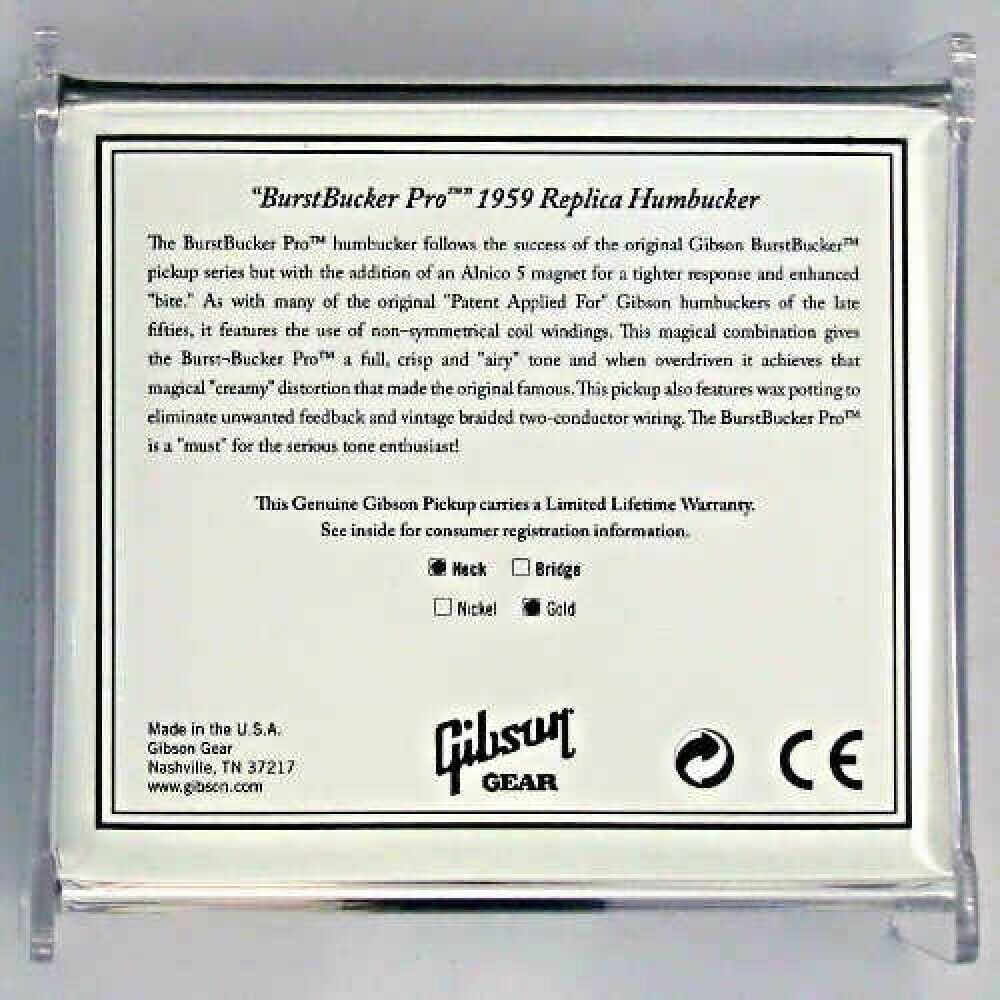 "BurstBucker Pro™" 1959 Replica Humbucker
The BurstBucker Pro™ humbucker follows the success of the original Gibson BurstBucker™
pickup series but with the addition of an Alnico 5 magnet for a tighter response and enhanced
"bite." As with many of the original "Patent Applied For" Gibson humbuckers of the late
fifties, it features the use of non-symmetrical coil windings. This magical combination gives
the Burst-Bucker Pro™ a full, crisp and "airy" tone and when overdriven it achieves that
magical "creamy" distortion that made the original famous. This pickup also features wax potting to
eliminate unwanted feedback and vintage braided two-conductor wiring. The BurstBucker Pro™
is a "must" for the serious tone enthusiast!
This Genuine Gibson Pickup carries a Limited Lifetime Warranty.
See inside for consumer registration information.
Neck Bridge
Nickel Gold
Made in the U.S.A.
Gibson Gear
Nashville, TN 37217
www.gibson.com
Gibson
GEAR
CE